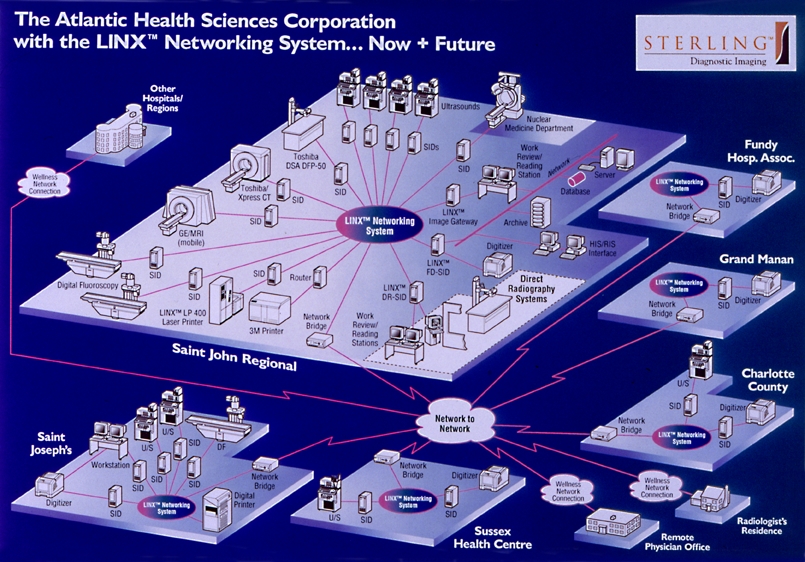 The Atlantic Health Sciences Corporation
with the LINX™ Networking System... Now + Future
STERLING™
Diagnostic Imaging
Other
Hospitals/
Regions
Wellness
Network
Connection
Ultrasounds
SIDs
Toshiba
DSA DFP-50
SID
Nuclear
Medicine Department
SID
Work
Review/
Reading
Station
Network
Server
Database
Toshiba/
Xpress CT
SID
LINX™
Image Gateway
Archive
GE/MRI
(mobile)
SID
LINX™ Networking
System
HIS/RIS
Interface
Digitizer
LINX™
FD-SID
Digital Fluoroscopy
SID
SID
SID
Router
LINX™
DR-SID
Direct
Radiography
Systems
LINX™ LP 400
Laser Printer
3M Printer
Network
Bridge
Work
Review/
Reading
Stations
Saint John Regional
Fundy
Hosp. Assoc.
LINX™ Networking
System
Digitizer
SID
Network
Bridge
Grand Manan
LINX™ Networking
System
Digitizer
SID
Network
Bridge
Charlotte
County
U/S
SID
Digitizer
Network
Bridge
LINX™ Networking
System
SID
Network to
Network
Saint
Joseph's
U/S
U/S
DF
SID
SID
SID
SID
Workstation
Network
Bridge
Digitizer
SID
LINX™ Networking
System
Digital
Printer
Network
Bridge
Digitizer
LINX™ Networking
System
U/S
SID
SID
Sussex
Health Centre
Wellness
Network
Connection
Remote
Physician Office
Wellness
Network
Connection
Radiologist's
Residence